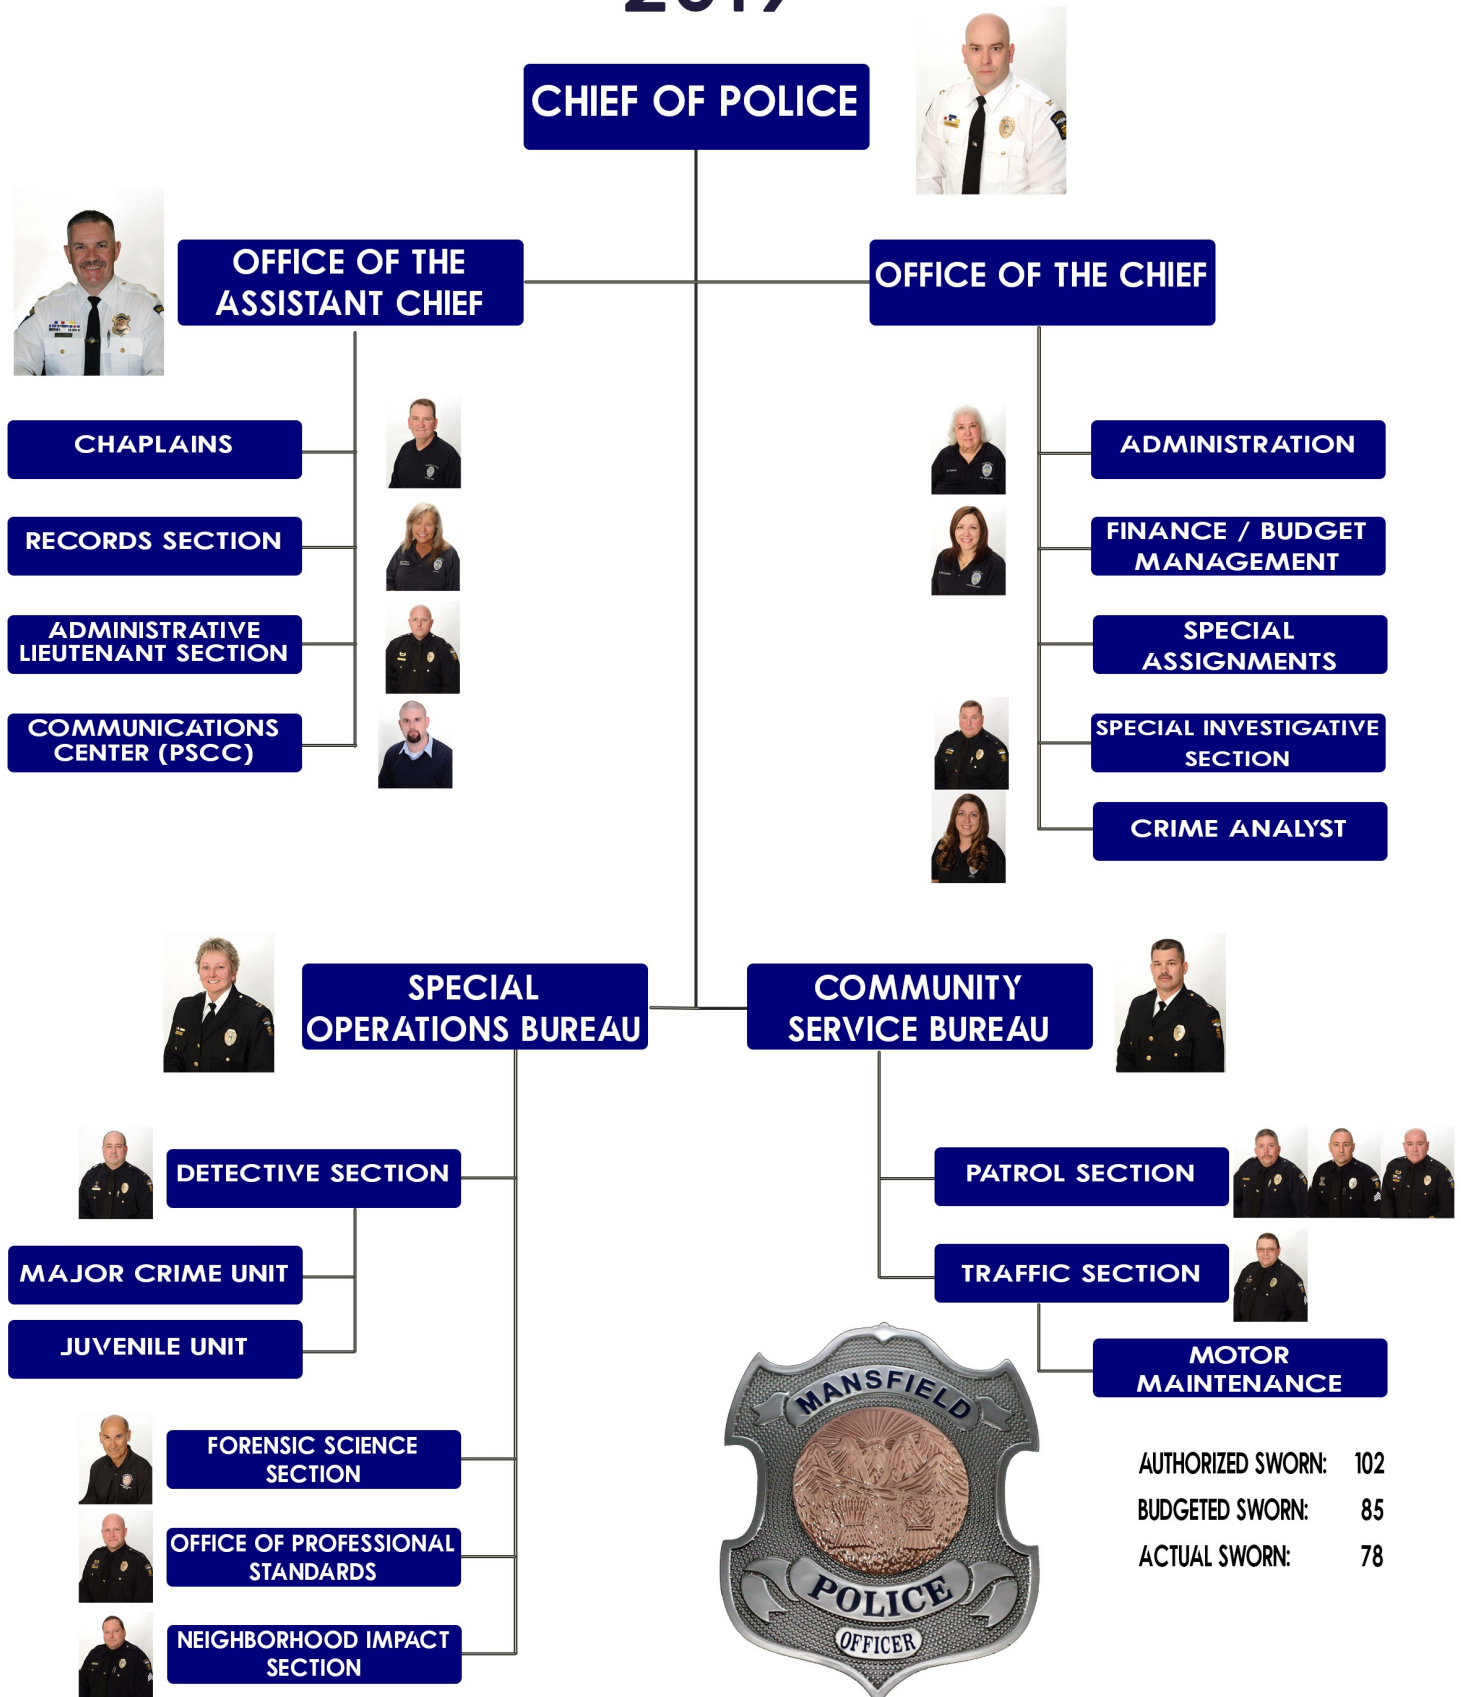 2019
CHIEF OF POLICE
OFFICE OF THE
ASSISTANT CHIEF
OFFICE OF THE CHIEF
CHAPLAINS
RECORDS SECTION
ADMINISTRATIVE
LIEUTENANT SECTION
COMMUNICATIONS
CENTER (PSCC)
ADMINISTRATION
FINANCE / BUDGET
MANAGEMENT
SPECIAL
ASSIGNMENTS
SPECIAL INVESTIGATIVE
SECTION
CRIME ANALYST
SPECIAL
OPERATIONS BUREAU
COMMUNITY
SERVICE BUREAU
DETECTIVE SECTION
MAJOR CRIME UNIT
JUVENILE UNIT
FORENSIC SCIENCE
SECTION
OFFICE OF PROFESSIONAL
STANDARDS
NEIGHBORHOOD IMPACT
SECTION
PATROL SECTION
TRAFFIC SECTION
MOTOR
MAINTENANCE
MANSFIELD
POLICE
OFFICER
AUTHORIZED SWORN: 102
BUDGETED SWORN: 85
ACTUAL SWORN: 78